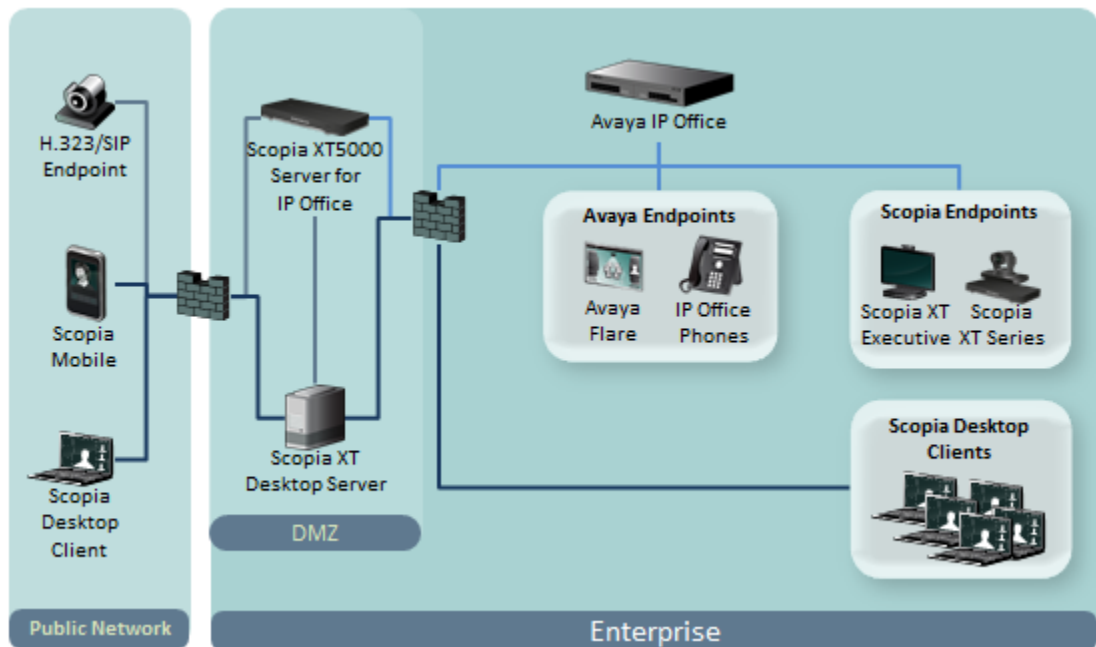 H.323/SIP
Endpoint
Scopia
Mobile
Scopia
Desktop
Client
Public Network
Scopia XT5000
Server for
IP Office
Scopia XT
Desktop Server
DMZ
Avaya IP Office
Avaya Endpoints
Avaya
Flare
IP Office
Phones
Scopia Endpoints
Scopia XT
Executive
Scopia
XT Series
Scopia Desktop
Clients
Enterprise